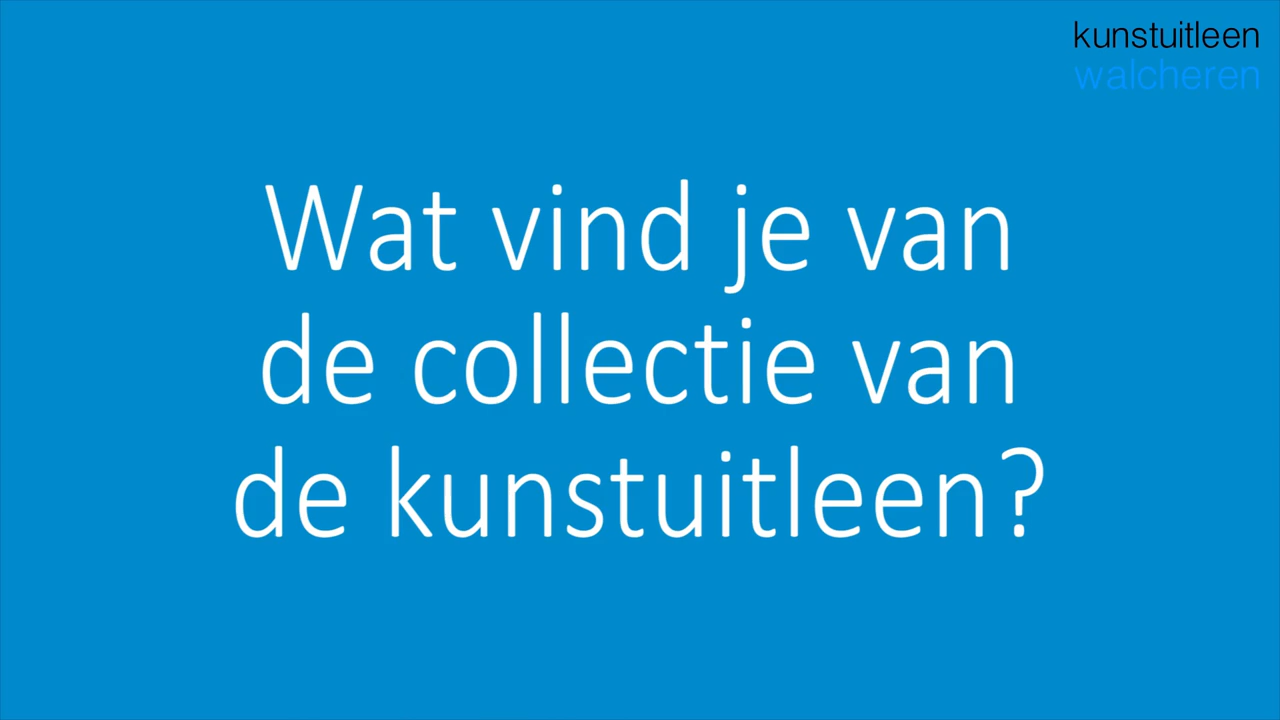 kunstuitleen
walcheren
Wat vind je van
de collectie van
de kunstuitleen?